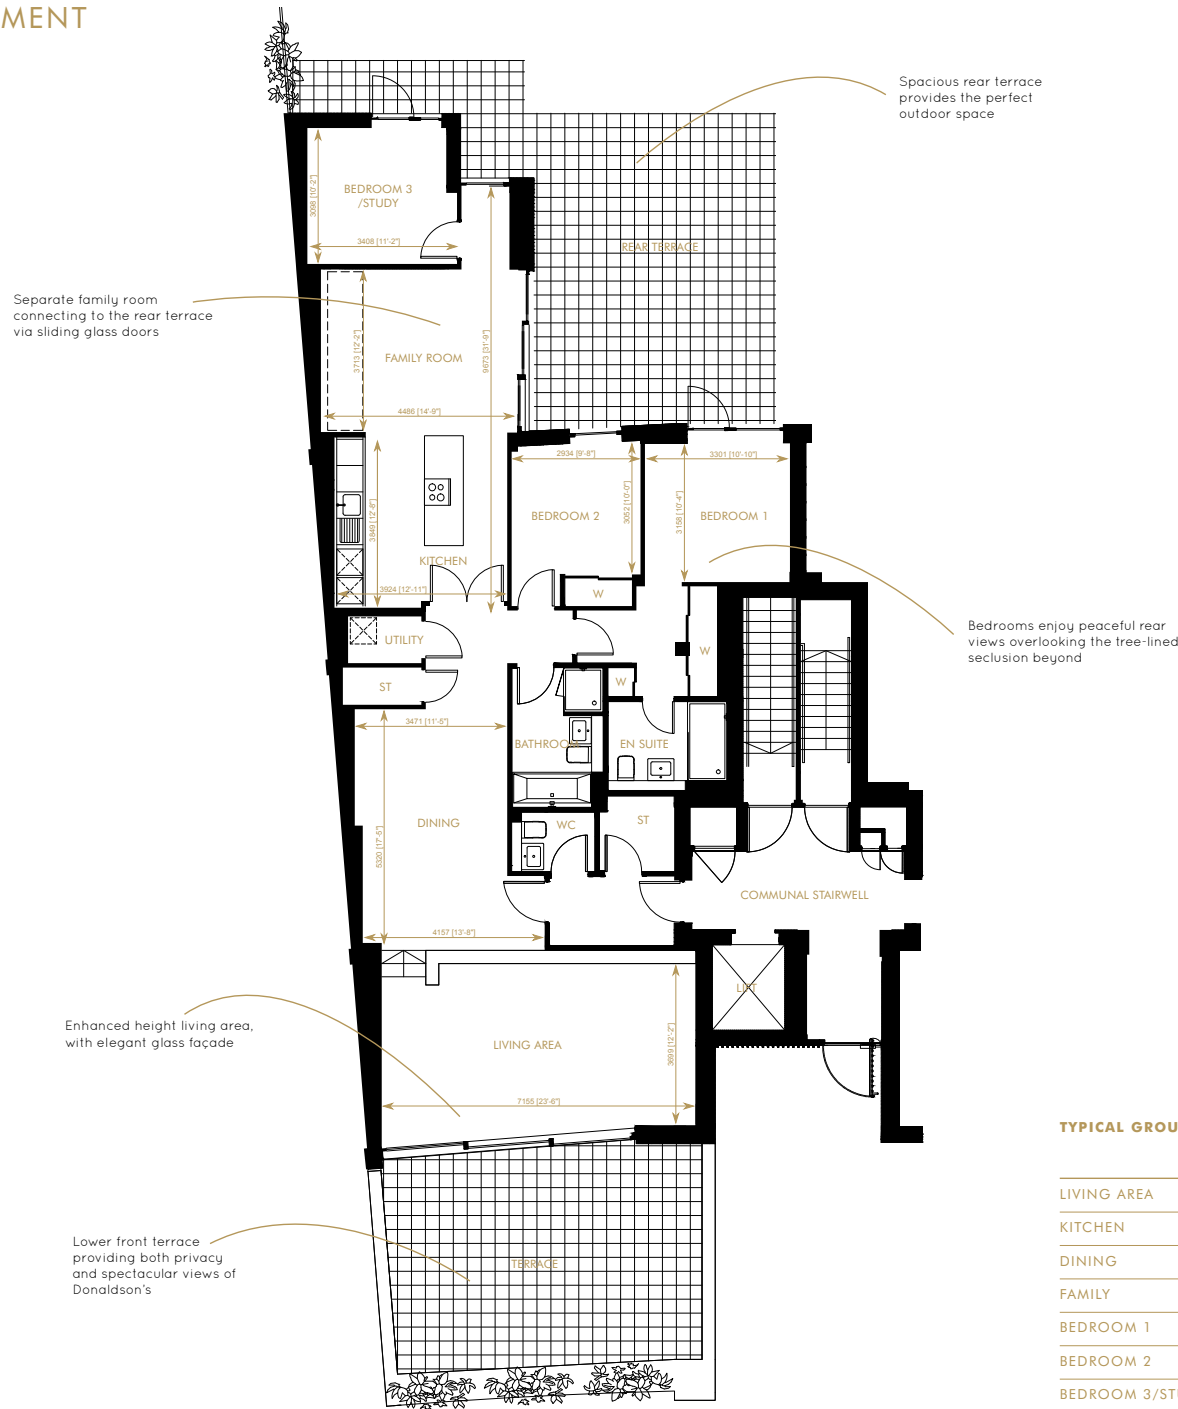 MENT
Spacious rear terrace
provides the perfect
outdoor space
BEDROOM 3
/STUDY
3098 [10'-2"]
3408 [11'-2"]
REAR TERRACE
Separate family room
connecting to the rear terrace
via sliding glass doors
3713 [12'-2"]
FAMILY ROOM
9673 [31'-9"]
4486 [14'-9"]
2934 [9'-8"]
3301 [10'-10"]
3849 [12'-8"]
3052 [10'-0"]
3158 [10'-4"]
BEDROOM 2
BEDROOM 1
KITCHEN
3924 [12'-11"]
W
Bedrooms enjoy peaceful rear
views overlooking the tree-lined
seclusion beyond
UTILITY
W
ST
W
3471 [11'-5"]
BATHROOM
EN SUITE
DINING
WC
ST
5320 [17'-5"]
COMMUNAL STAIRWELL
4157 [13'-8"]
LIFT
Enhanced height living area,
with elegant glass façade
LIVING AREA
3699 [12'-2"]
7155 [23'-6"]
TYPICAL GROU
LIVING AREA
KITCHEN
DINING
FAMILY
BEDROOM 1
BEDROOM 2
BEDROOM 3/ST
Lower front terrace
providing both privacy
and spectacular views of
Donaldson's
TERRACE